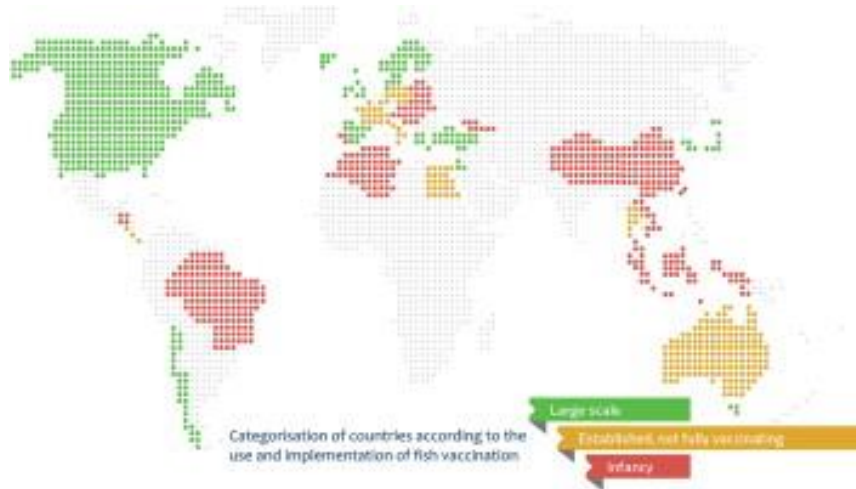 Large scale
Categorisation of countries according to the
use and implementation of fish vaccination
Established, not fully vaccinating
Infancy